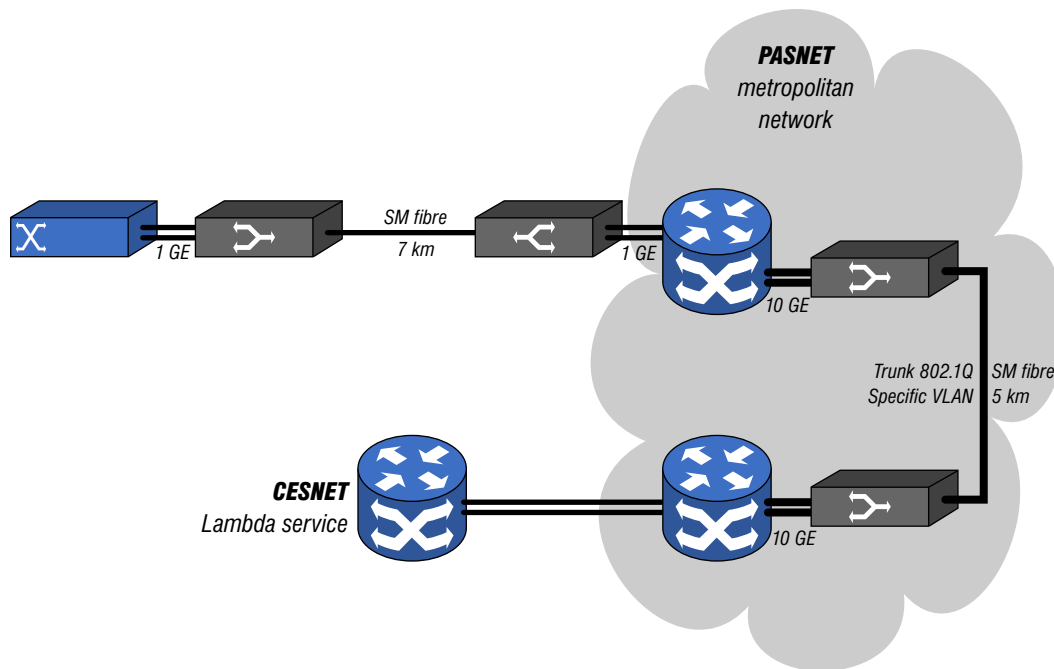 PASNET
metropolitan
network
SM fibre
7 km
1 GE
1 GE
10 GE
Trunk 802.1Q
Specific VLAN
SM fibre
5 km
CESNET
Lambda service
10 GE